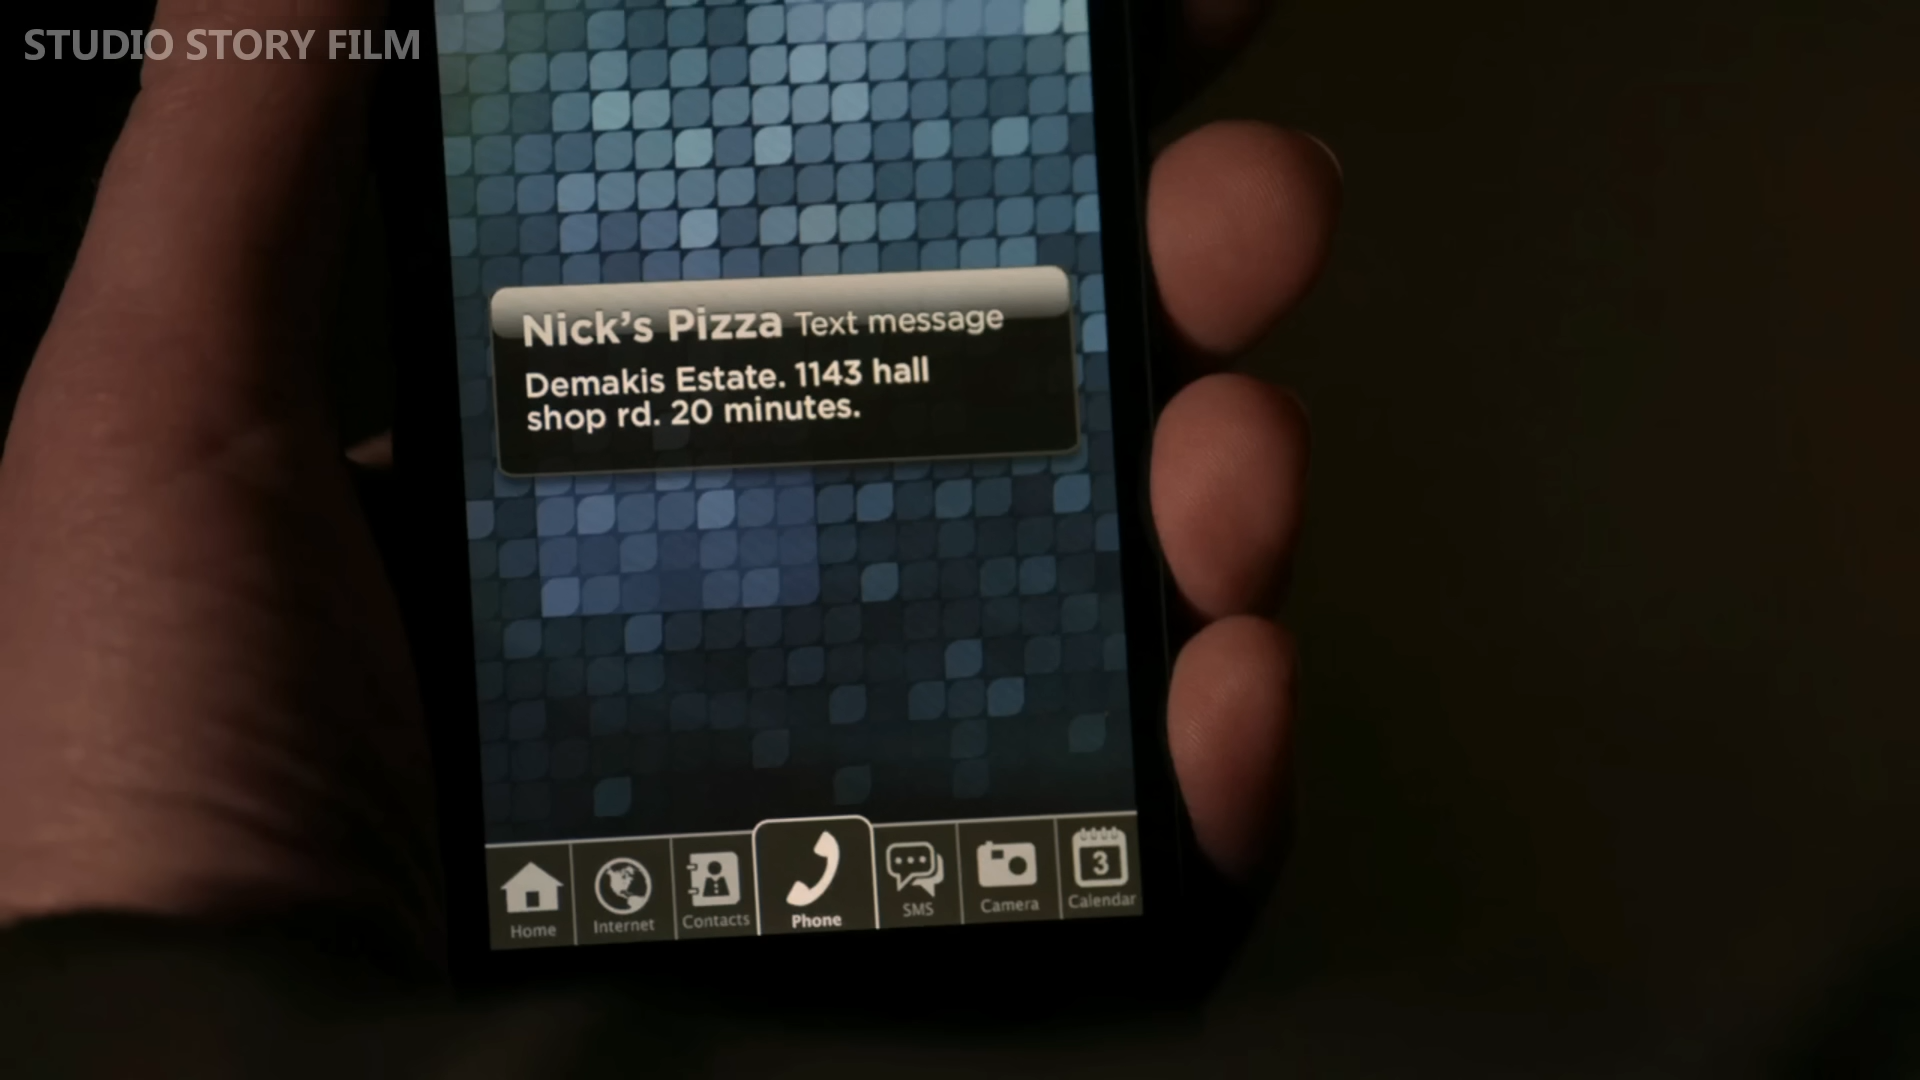 STUDIO STORY FILM
Nick's Pizza Text message
Demakis Estate. 1143 hall
shop rd. 20 minutes.
Home Internet Contacts Phone SMS Camera 3 Calendar